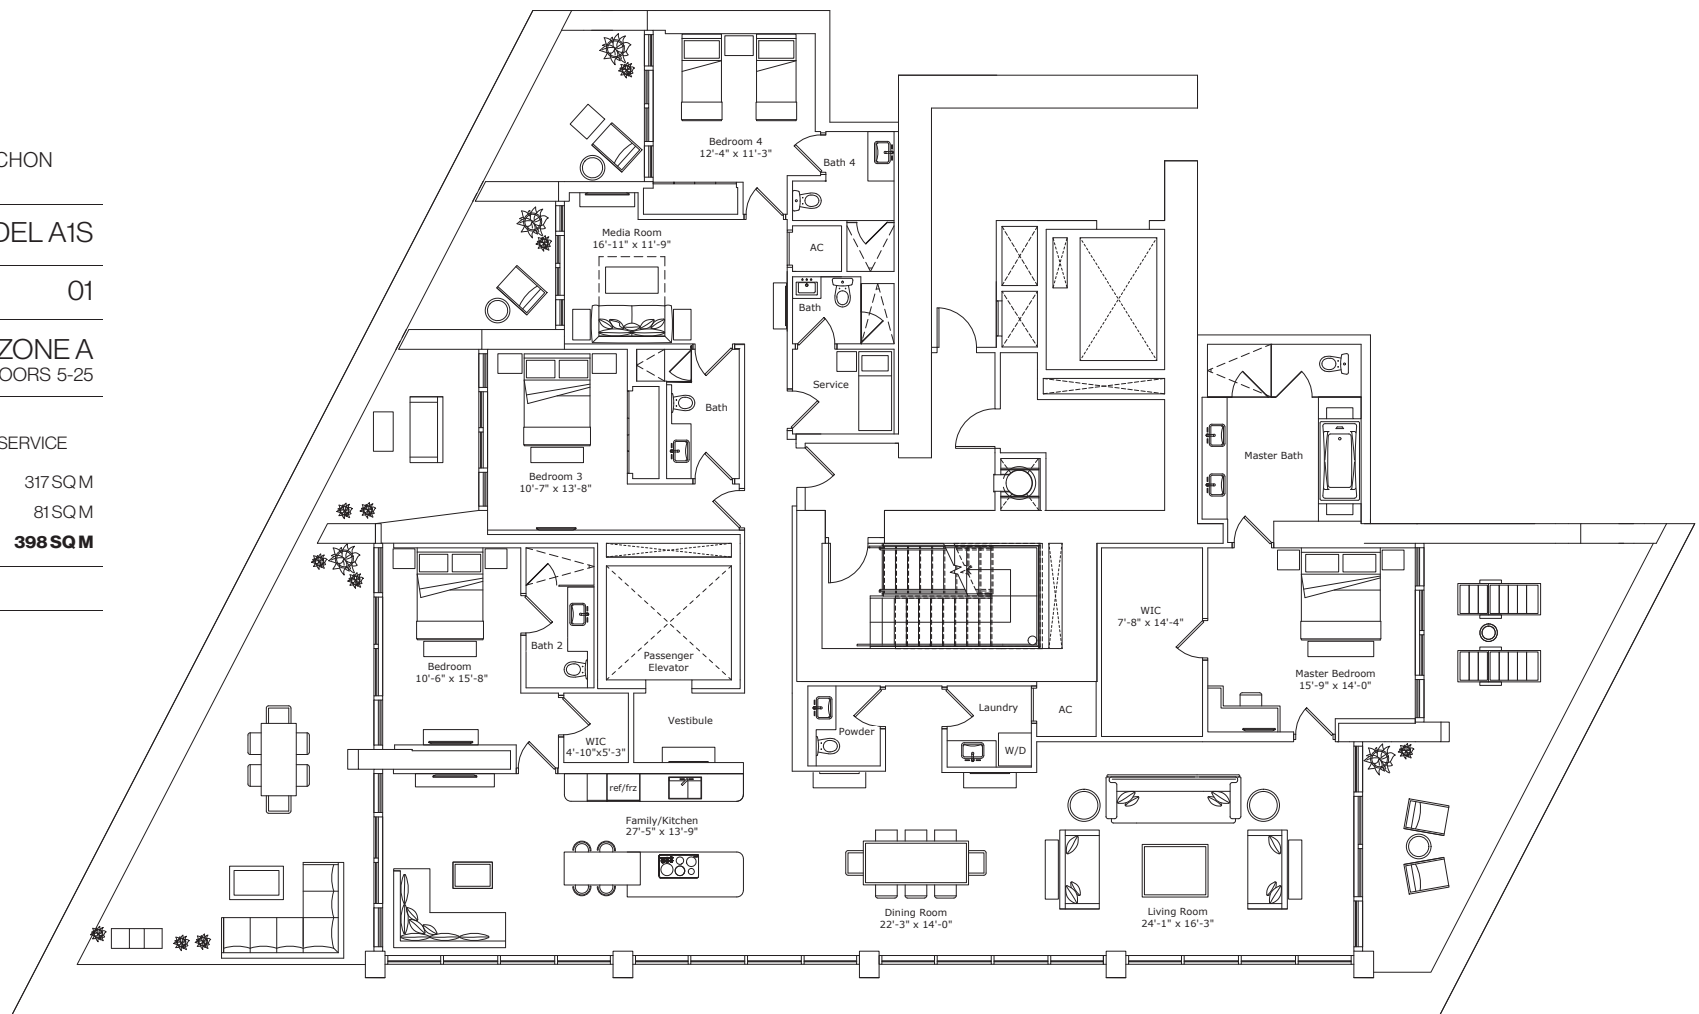 CHON
DEL A1S
01
ZONE A
OORS 5-25
SERVICE
317 SQ M
81 SQ M
398 SQ M
Bedroom 4
12'-4" x 11'-3"
Bath 4
Media Room
16'-11" x 11'-9"
AC
Bath
Service
Bath
Bedroom 3
10'-7" x 13'-8"
Master Bath
Bedroom
10'-6" x 15'-8"
Bath 2
Passenger
Elevator
WIC
7'-8" x 14'-4"
Master Bedroom
15'-9" x 14'-0"
Vestibule
WIC
4'-10"x5'-3"
Powder
Laundry
AC
W/D
ref/frz
Family/Kitchen
27'-5" x 13'-9"
Dining Room
22'-3" x 14'-0"
Living Room
24'-1" x 16'-3"